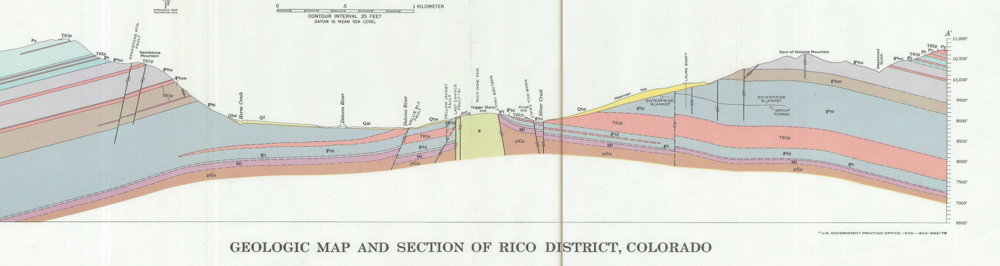 APPROXIMATE MEAN
DECLINATION, 1972
0 .5 1 KILOMETER
CONTOUR INTERVAL 25 FEET
DATUM IS MEAN SEA LEVEL
A'
11,000'
10,500'
10,000'
9500'
9000'
8500'
8000'
7500'
7000'
6500'
Pc
TKlp
SANDSTONE MTN
FAULT
TKlp
ℙr
ℙhu
Sandstone
Mountain
TKlp
ℙhu
ℙhm
TKlp
ℙhl
Qtw
Horse Creek
Qf
Dolores River
Qal
Dolores River
NELLIE BLY
FAULT
Qtw
YELLOW JACKET
FAULT
ℙhl
LAST CHANCE
FAULT (S)
p€u
RICO DOME AXIS
Nigger Baby
Hill
SMELTER FAULT
ℙl
ℙhl
Knob
Hill
TKlp
KNOB HILL FAULT
ℙhl
Silver Creek
Qtw
Newman Hill
LAURA SHAFT
Spur of Dolores Mountain
ℙhu
Deadwood
Gulch
ℙhu
ℙr
TKlp
Pr
Pc
TKlp
Pc
ENTERPRISE
BLANKET
ENTERPRISE
BLANKET
GROUP
TUNNEL
ℙhm
ℙhl
ℙhl
TKlp
TKlp
ℙhl
ℙl
Ml
p€u
ℙhl
Ml
ℙl
p€u
g
Ml
p€u
TKlp
ℙhl
Ml
p€u
ℙhl
ℙl
Ml
p€u
° U.S. GOVERNMENT PRINTING OFFICE: 1974—543-582/75
GEOLOGIC MAP AND SECTION OF RICO DISTRICT, COLORADO